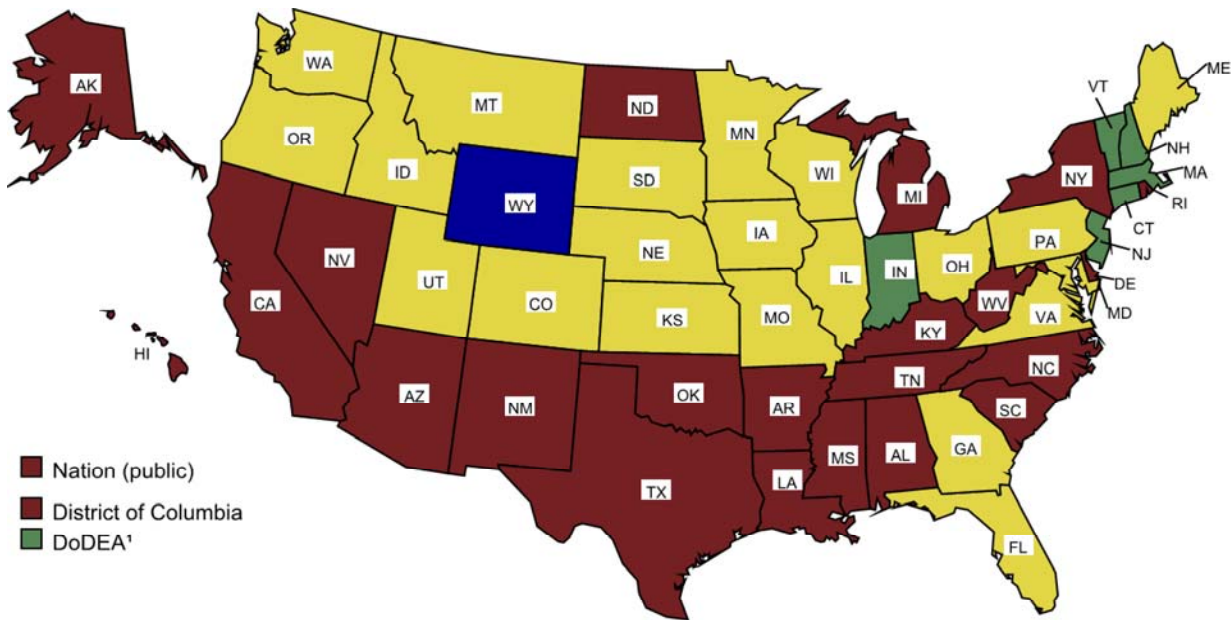 ME
WA
AK
VT
MT
ND
MN
OR
NH
ID
SD
WI
MA
NY
MI
WY
RI
CT
IA
PA
NE
NJ
NV
IL
IN
OH
UT
DE
CA
CO
WV
MD
MO
VA
KS
KY
HI
NC
TN
AZ
OK
NM
AR
SC
GA
MS
AL
Nation (public)
LA
TX
District of Columbia
DoDEA¹
FL